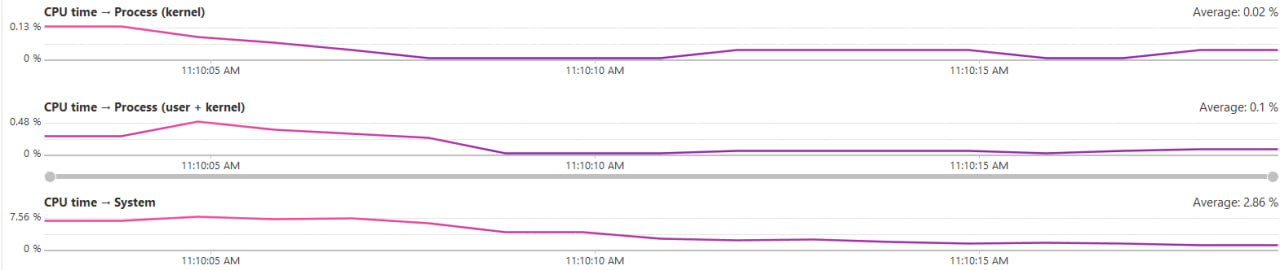 CPU time → Process (kernel) Average: 0.02 %
0.13 %
0 %
11:10:05 AM 11:10:10 AM 11:10:15 AM
CPU time → Process (user + kernel) Average: 0.1 %
0.48 %
0 %
11:10:05 AM 11:10:10 AM 11:10:15 AM
CPU time → System Average: 2.86 %
7.56 %
0 %
11:10:05 AM 11:10:10 AM 11:10:15 AM